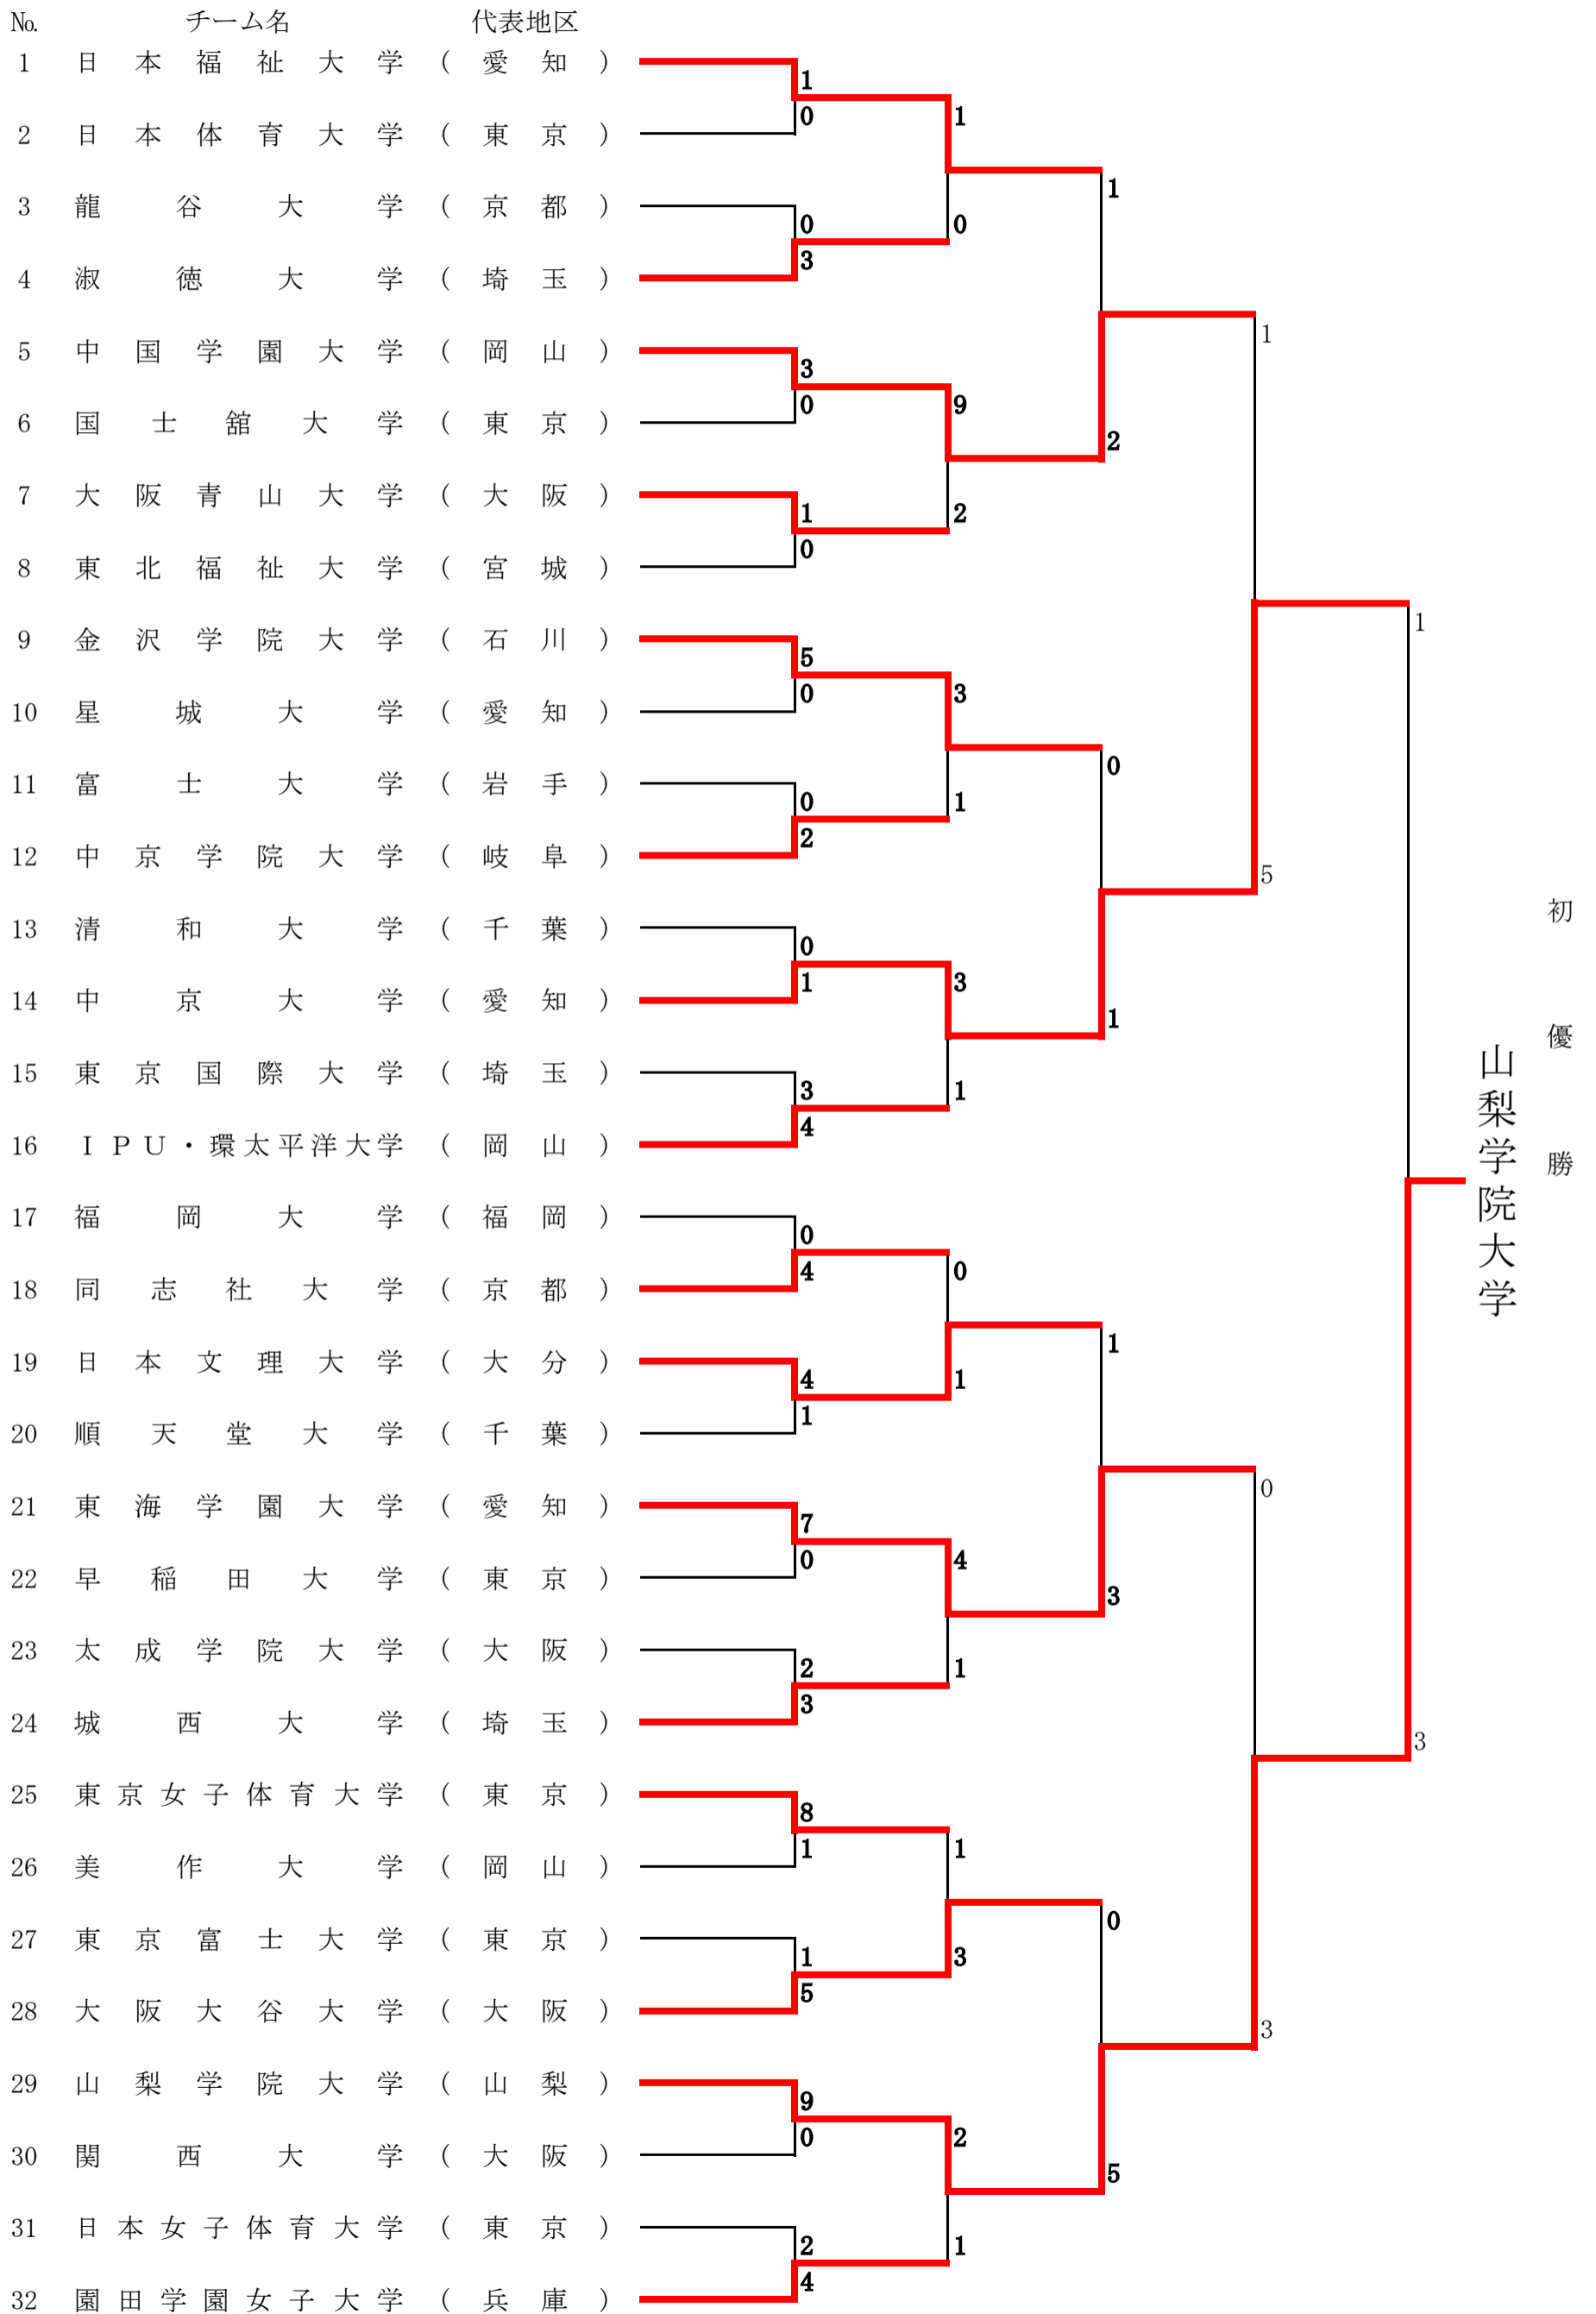 № チーム名 代表地区
1 日本福祉大学 (愛知)
1
0
1
2 日本体育大学 (東京)
1
3 龍谷大学 (京都)
0
0
3
4 淑徳大学 (埼玉)
1
5 中国学園大学 (岡山)
3
0
9
6 国士舘大学 (東京)
2
7 大阪青山大学 (大阪)
1
2
0
8 東北福祉大学 (宮城)
1
9 金沢学院大学 (石川)
5
0
3
10 星城大学 (愛知)
0
11 富士大学 (岩手)
0
1
2
12 中京学院大学 (岐阜)
5
13 清和大学 (千葉)
0
1
3
14 中京大学 (愛知)
1
15 東京国際大学 (埼玉)
3
1
4
16 IPU・環太平洋大学 (岡山)
初優勝
山梨学院大学
17 福岡大学 (福岡)
0
4
0
18 同志社大学 (京都)
1
19 日本文理大学 (大分)
4
1
1
20 順天堂大学 (千葉)
0
21 東海学園大学 (愛知)
7
0
4
22 早稲田大学 (東京)
3
23 太成学院大学 (大阪)
2
1
3
24 城西大学 (埼玉)
3
25 東京女子体育大学 (東京)
8
1
1
26 美作大学 (岡山)
0
27 東京富士大学 (東京)
1
3
5
28 大阪大谷大学 (大阪)
3
29 山梨学院大学 (山梨)
9
0
2
30 関西大学 (大阪)
5
31 日本女子体育大学 (東京)
2
1
4
32 園田学園女子大学 (兵庫)